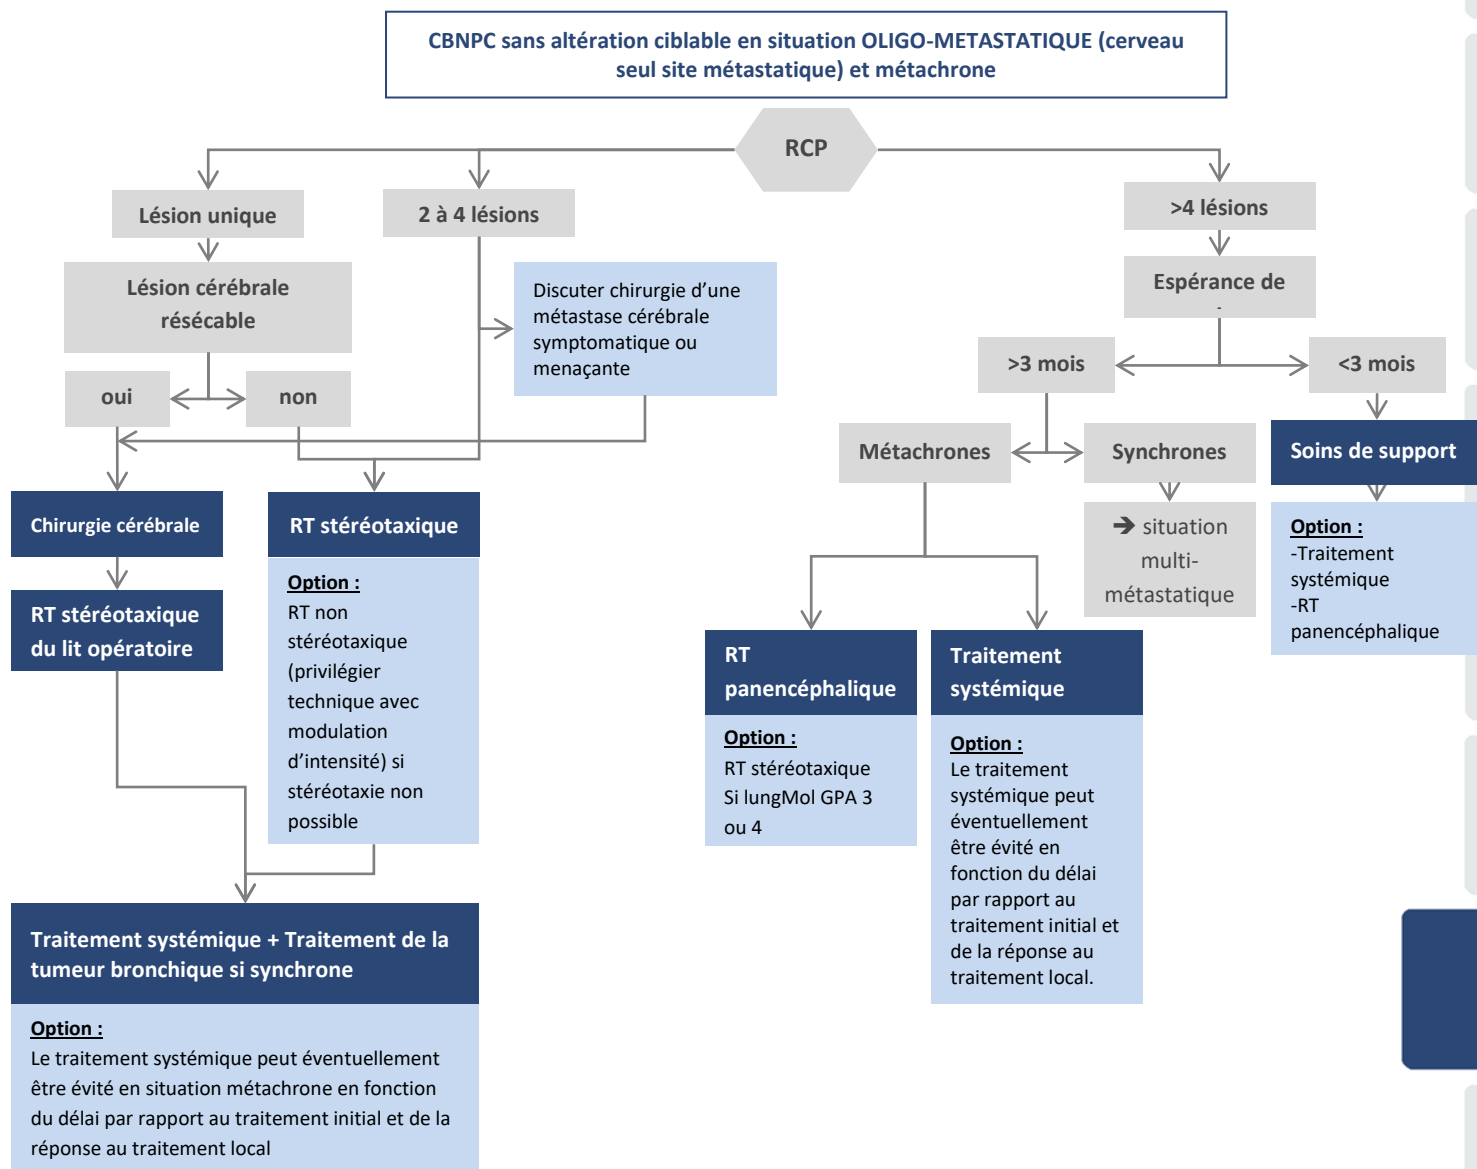 CBNPC sans altération ciblable en situation OLIGO-METASTATIQUE (cerveau
seul site métastatique) et métachrone
RCP
Lésion unique
2 à 4 lésions
>4 lésions
Lésion cérébrale
résécable
Discuter chirurgie d’une
métastase cérébrale
symptomatique ou
menaçante
Espérance de
oui
non
>3 mois
<3 mois
Métachrones
Synchrones
Soins de support
Chirurgie cérébrale
RT stéréotaxique
➔ situation
multi-
métastatique
Option :
-Traitement
systémique
-RT
panencéphalique
RT stéréotaxique
du lit opératoire
Option :
RT non
stéréotaxique
(privilégier
technique avec
modulation
d’intensité) si
stéréotaxie non
possible
RT
panencéphalique
Option :
RT stéréotaxique
Si lungMol GPA 3
ou 4
Traitement
systémique
Option :
Le traitement
systémique peut
éventuellement
être évité en
fonction du délai
par rapport au
traitement initial et
de la réponse au
traitement local.
Traitement systémique + Traitement de la
tumeur bronchique si synchrone
Option :
Le traitement systémique peut éventuellement
être évité en situation métachrone en fonction
du délai par rapport au traitement initial et de la
réponse au traitement local